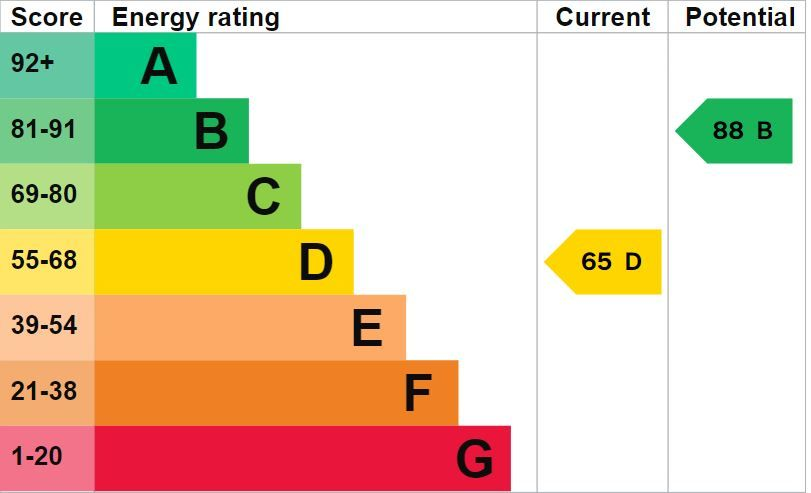 Score Energy rating Current Potential
92+ A
81-91 B 88 B
69-80 C
55-68 D 65 D
39-54 E
21-38 F
1-20 G